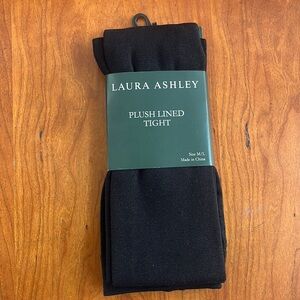 LAURA ASHLEY
PLUSH LINED
TIGHT
Size M/L
Made in China